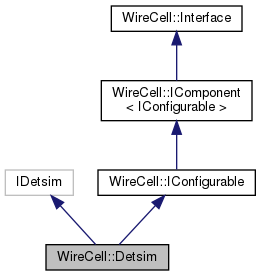 WireCell::Interface
WireCell::IComponent
< IConfigurable >
IDetsim
WireCell::IConfigurable
WireCell::Detsim